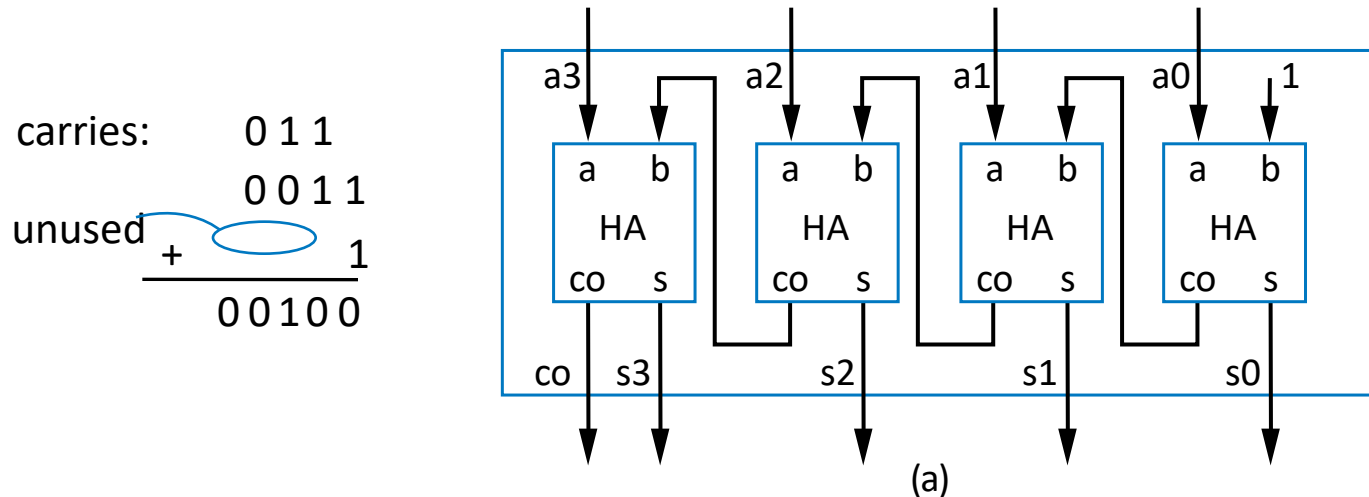 carries: 0 1 1
0 0 1 1
unused
+ 1
0 0 1 0 0
a3 a2 a1 a0 1
a b a b a b a b
HA HA HA HA
co s co s co s co s
co s3 s2 s1 s0
(a)